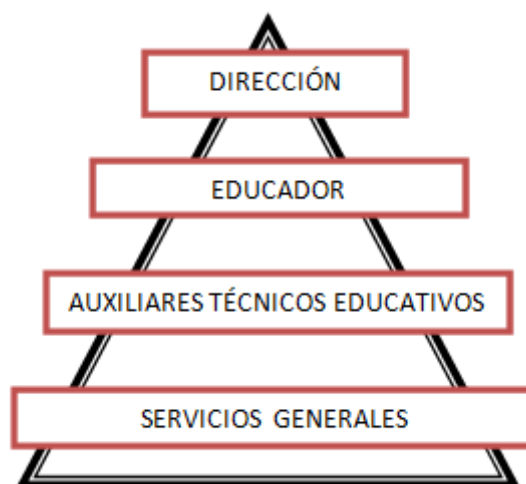 DIRECCIÓN
EDUCADOR
AUXILIARES TÉCNICOS EDUCATIVOS
SERVICIOS GENERALES